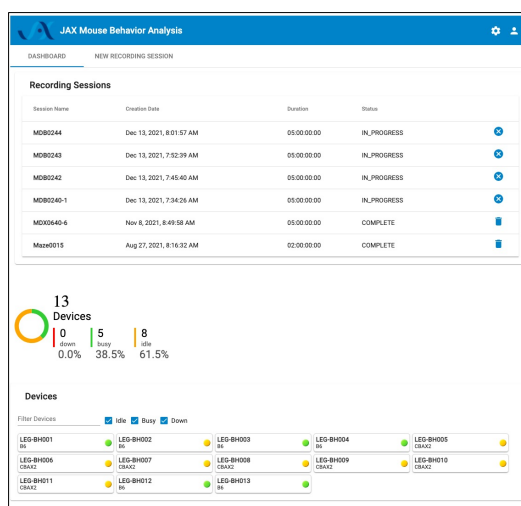 JAX JAX Mouse Behavior Analysis
DASHBOARD NEW RECORDING SESSION
Recording Sessions
Session Name Creation Date Duration Status
MDB0244 Dec 13, 2021, 8:01:57 AM 05:00:00:00 IN_PROGRESS
MDB0243 Dec 13, 2021, 7:52:39 AM 05:00:00:00 IN_PROGRESS
MDB0242 Dec 13, 2021, 7:45:40 AM 05:00:00:00 IN_PROGRESS
MDB0240-1 Dec 13, 2021, 7:34:26 AM 05:00:00:00 IN_PROGRESS
MDX0640-6 Nov 8, 2021, 8:49:58 AM 05:00:00:00 COMPLETE
Maze0015 Aug 27, 2021, 8:16:32 AM 02:00:00:00 COMPLETE
13
Devices
0 5 8
down busy idle
0.0% 38.5% 61.5%
Devices
Filter Devices Idle Busy Down
LEG-BH001 LEG-BH002 LEG-BH003 LEG-BH004 LEG-BH005
B6 B6 B6 B6 CBAX2
LEG-BH006 LEG-BH007 LEG-BH008 LEG-BH009 LEG-BH010
CBAX2 CBAX2 CBAX2 CBAX2 CBAX2
LEG-BH011 LEG-BH012 LEG-BH013
CBAX2 B6 B6